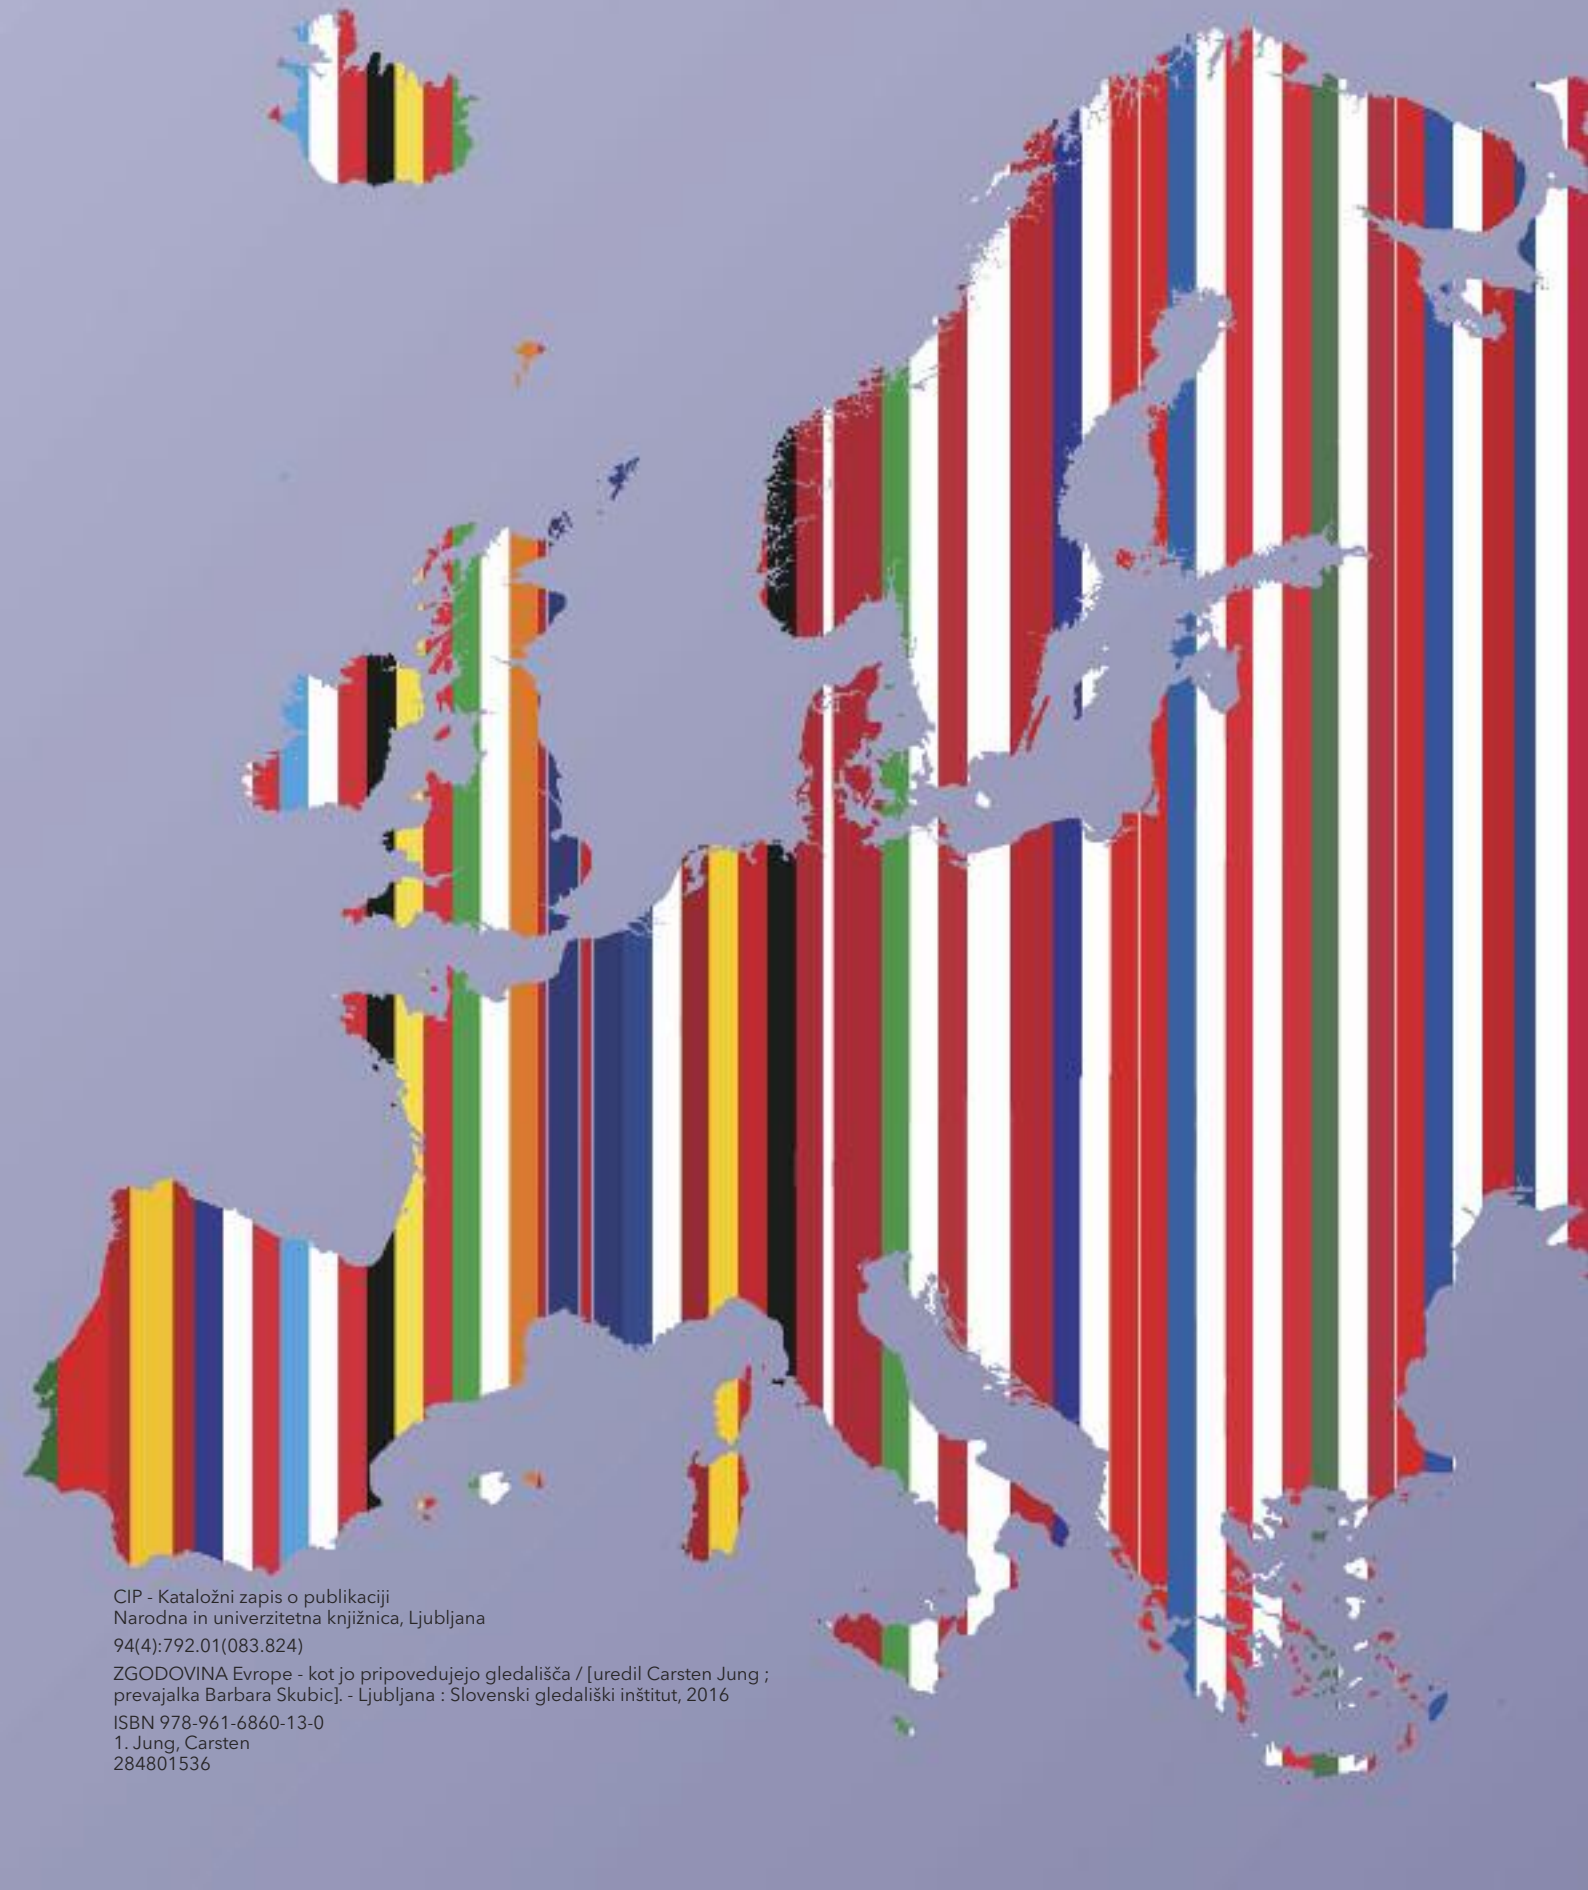 CIP - Kataložni zapis o publikaciji
Narodna in univerzitetna knjižnica, Ljubljana
94(4):792.01(083.824)
ZGODOVINA Evrope - kot jo pripovedujejo gledališča / [uredil Carsten Jung ;
prevajalka Barbara Skubic]. - Ljubljana : Slovenski gledališki inštitut, 2016
ISBN 978-961-6860-13-0
1. Jung, Carsten
284801536